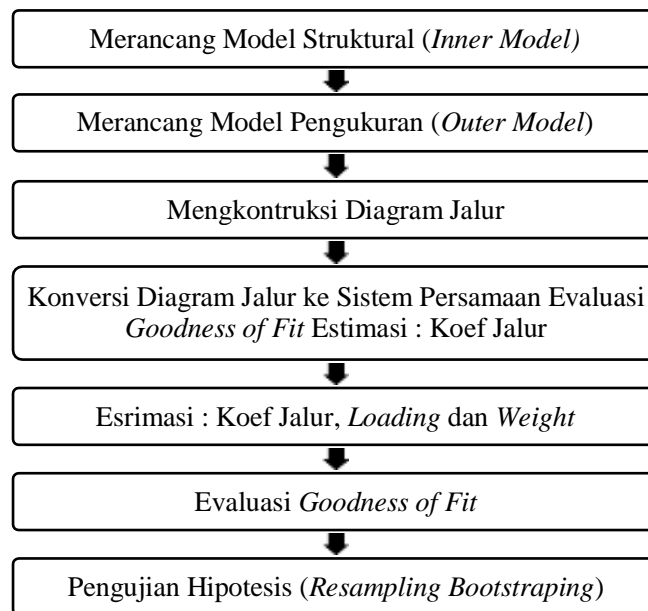 Merancang Model Struktural (Inner Model)
Merancang Model Pengukuran (Outer Model)
Mengkontruksi Diagram Jalur
Konversi Diagram Jalur ke Sistem Persamaan Evaluasi
Goodness of Fit Estimasi : Koef Jalur
Esrimasi : Koef Jalur, Loading dan Weight
Evaluasi Goodness of Fit
Pengujian Hipotesis (Resampling Bootstraping)